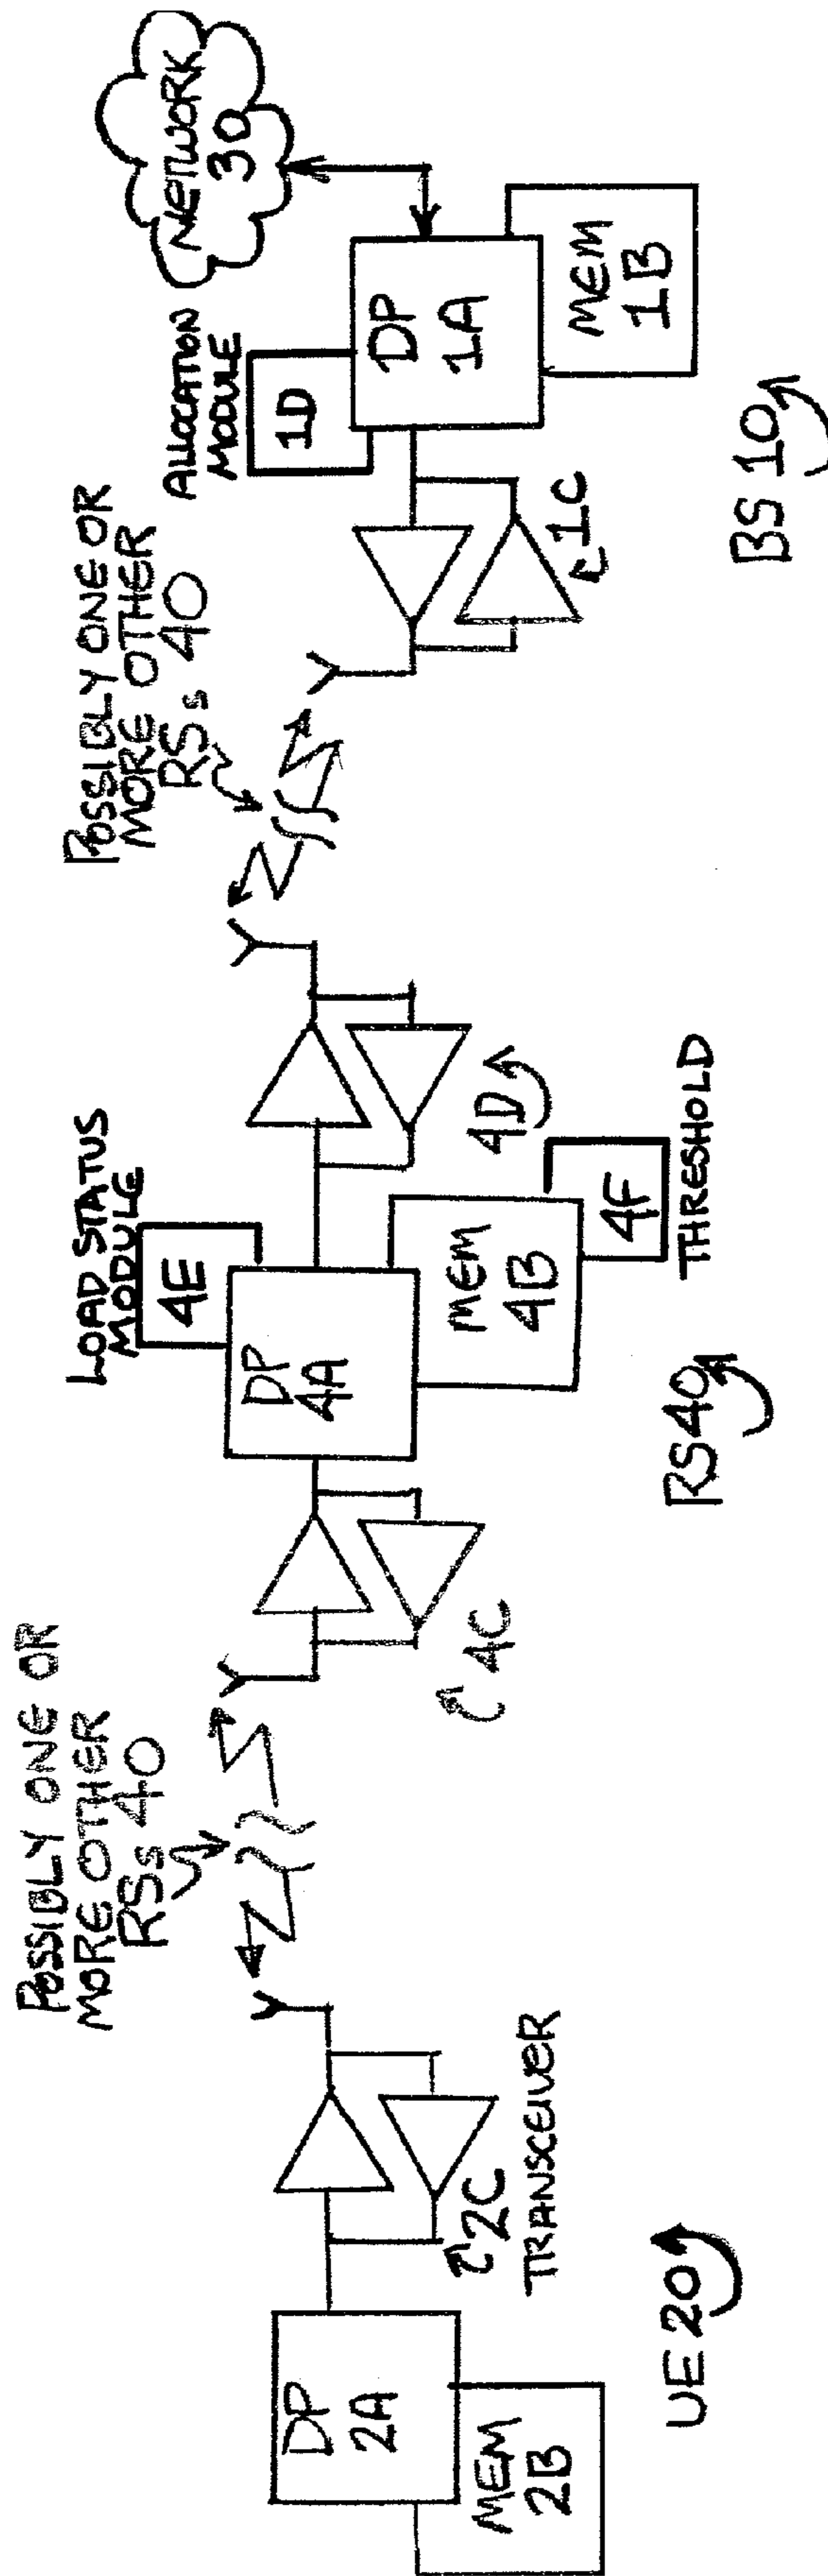 POSSIBLY ONE OR
MORE OTHER
RSs 40
LOAD STATUS
MODULE
4E
POSSIBLY ONE OR
MORE OTHER
RSs 40
ALLOCATION
MODULE
1D
NETWORK
30
DP
2A
MEM
2B
2C
TRANSCEIVER
UE 20
4C
DP
4A
MEM
4B
4D
4F
THRESHOLD
RS 40
1C
DP
1A
MEM
1B
BS 10